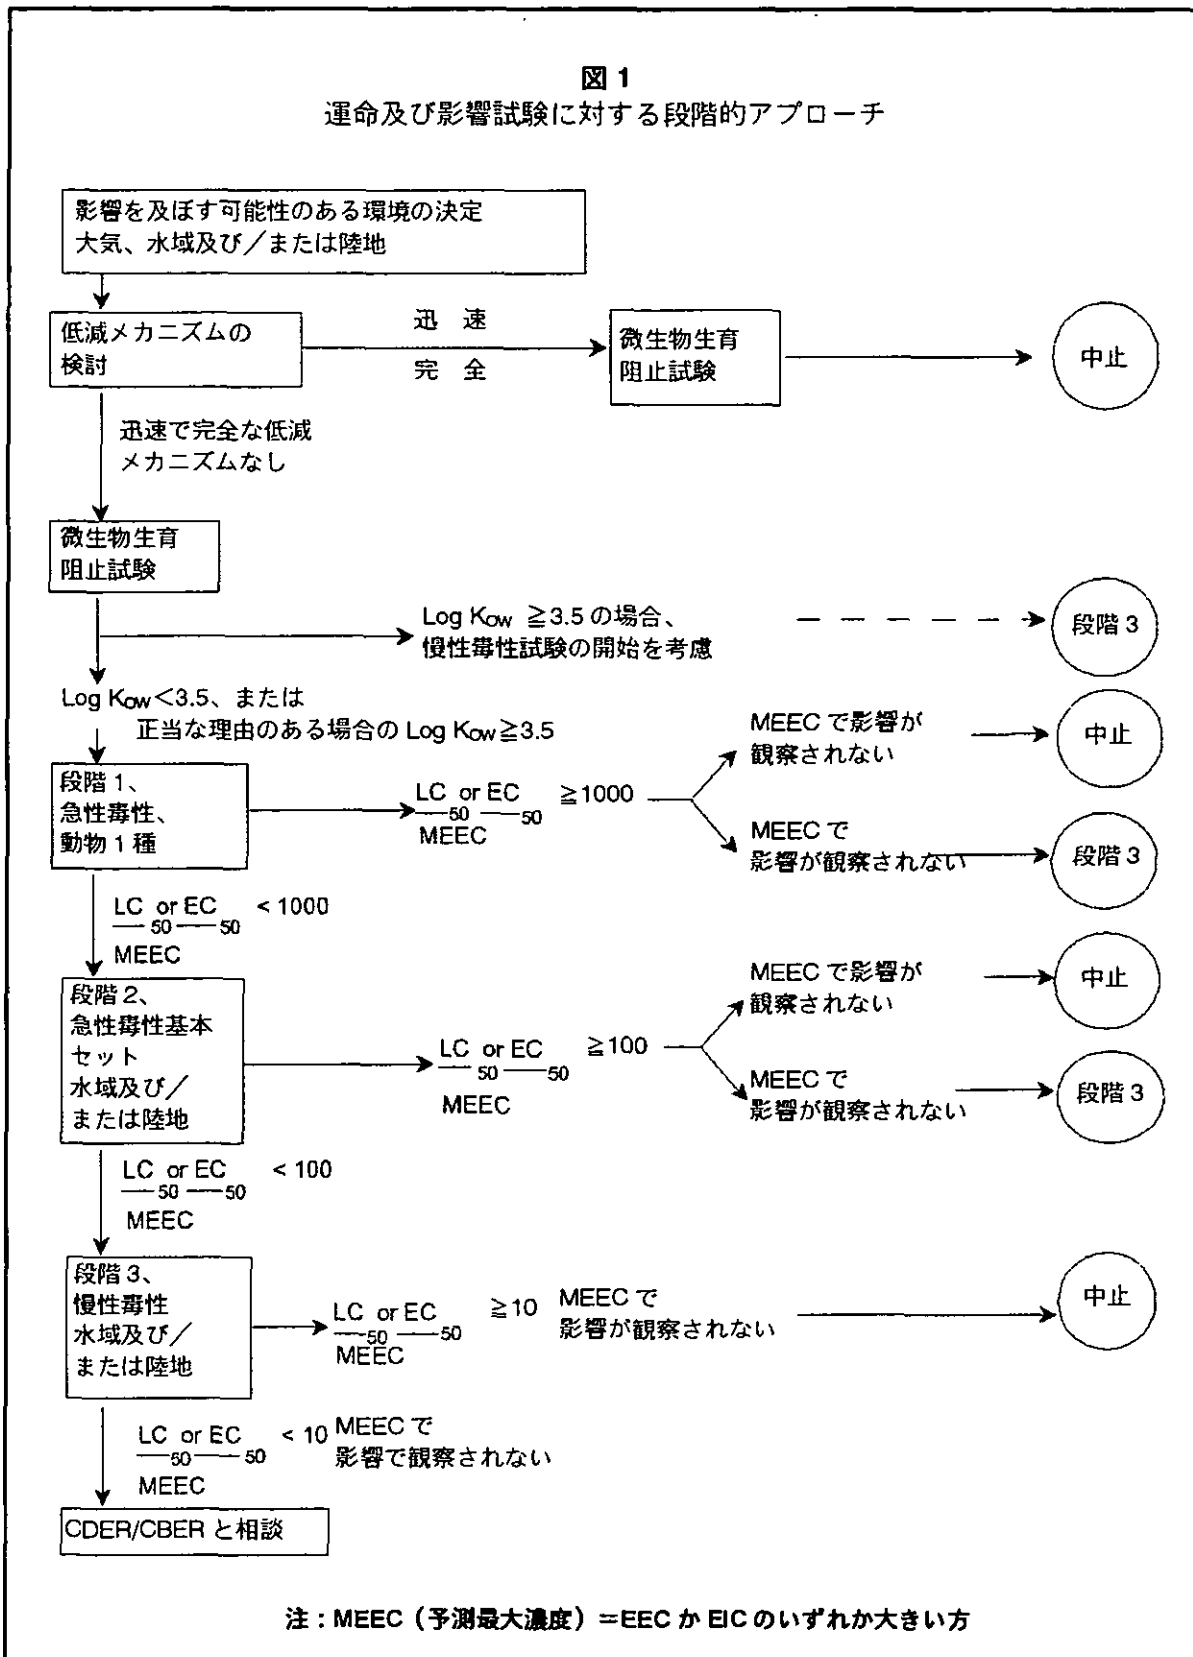 図 1
運命及び影響試験に対する段階的アプローチ
影響を及ぼす可能性のある環境の決定
大気、水域及び／または陸地
低減メカニズムの
検討
迅 速
完 全
微生物生育
阻止試験
中止
迅速で完全な低減
メカニズムなし
微生物生育
阻止試験
Log Kow ≧3.5 の場合、
慢性毒性試験の開始を考慮
段階 3
Log Kow＜3.5、または
正当な理由のある場合の Log Kow≧3.5
段階 1、
急性毒性、
動物 1 種
LC50 or EC50 ≧1000
MEEC
MEEC で影響が
観察されない
中止
MEEC で
影響が観察されない
段階 3
LC50 or EC50 < 1000
MEEC
段階 2、
急性毒性基本
セット
水域及び／
または陸地
LC50 or EC50 ≧100
MEEC
MEEC で影響が
観察されない
中止
MEEC で
影響が観察されない
段階 3
LC50 or EC50 < 100
MEEC
段階 3、
慢性毒性
水域及び／
または陸地
LC50 or EC50 ≧10
MEEC
MEEC で
影響が観察されない
中止
LC50 or EC50 < 10
MEEC
MEEC で
影響で観察されない
CDER/CBER と相談
注：MEEC（予測最大濃度）＝EEC か EIC のいずれか大きい方